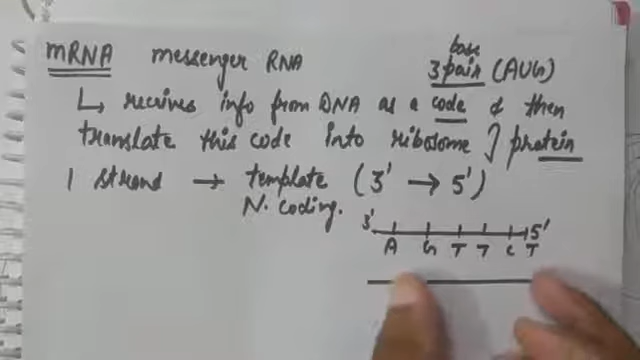 mRNA messenger RNA
base
3 pair (AUG)
↳ recives info from DNA as a code & then
translate this code into ribosome } protein
1 strand → template (3' → 5')
N. coding.
3' 5'
A G T T C T